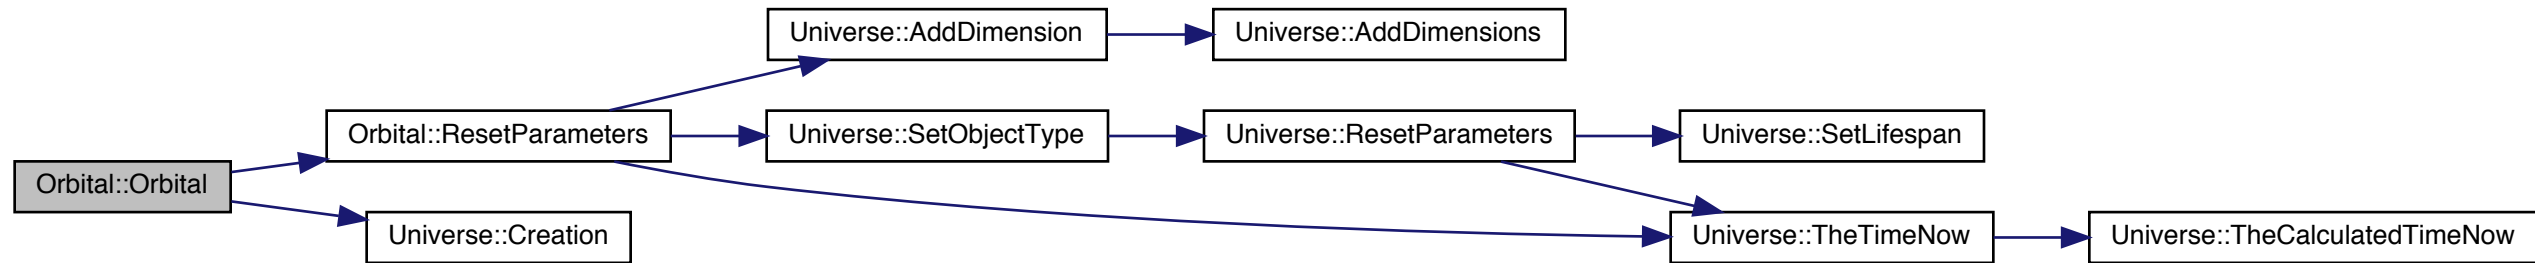 Universe::AddDimension
Universe::AddDimensions
Orbital::ResetParameters
Universe::SetObjectType
Universe::ResetParameters
Universe::SetLifespan
Orbital::Orbital
Universe::Creation
Universe::TheTimeNow
Universe::TheCalculatedTimeNow